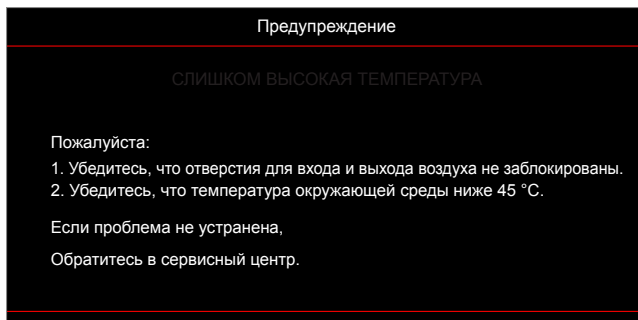 Предупреждение
СЛИШКОМ ВЫСОКАЯ ТЕМПЕРАТУРА
Пожалуйста:
1. Убедитесь, что отверстия для входа и выхода воздуха не заблокированы.
2. Убедитесь, что температура окружающей среды ниже 45 °C.
Если проблема не устранена,
Обратитесь в сервисный центр.